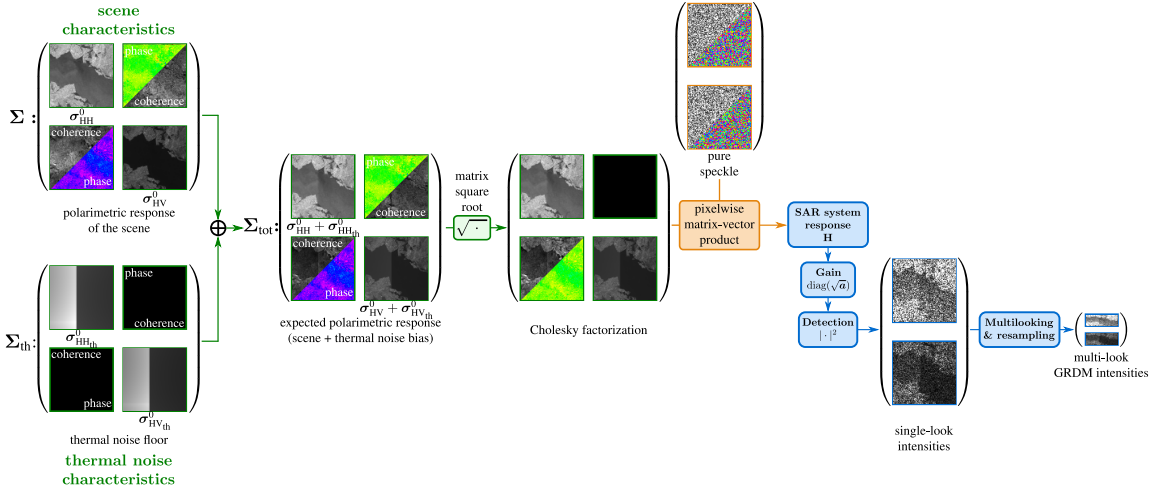 scene
characteristics
Σ :
phase
coherence
σ⁰HH
coherence
phase
σ⁰HV
polarimetric response
of the scene
⊕
Σth:
phase
coherence
σ⁰HHth
coherence
phase
σ⁰HVth
thermal noise floor
thermal noise
characteristics
Σtot:
phase
coherence
σ⁰HH + σ⁰HHth
coherence
phase
σ⁰HV + σ⁰HVth
expected polarimetric response
(scene + thermal noise bias)
matrix
square
root
√·
Cholesky factorization
pure
speckle
pixelwise
matrix-vector
product
SAR system
response
H
Gain
diag(√a)
Detection
|·|²
single-look
intensities
Multilooking
& resampling
multi-look
GRDM intensities